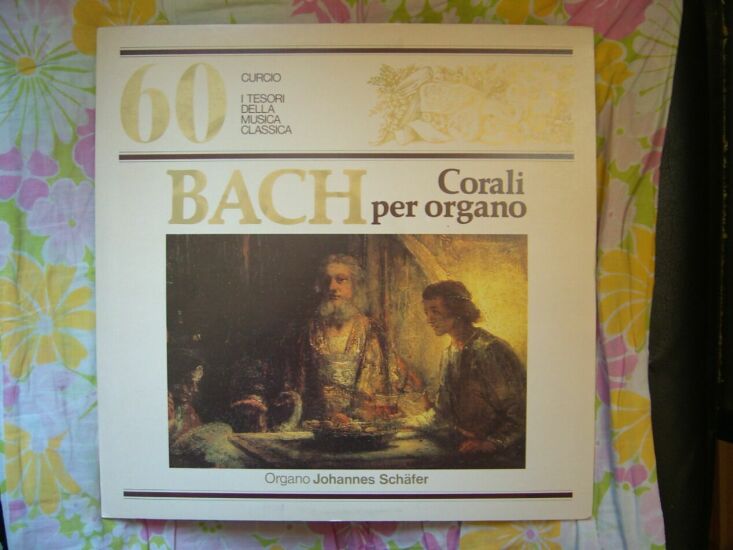 60
CURCIO
I TESORI
DELLA
MUSICA
CLASSICA
BACH
Corali
per organo
Organo Johannes Schäfer